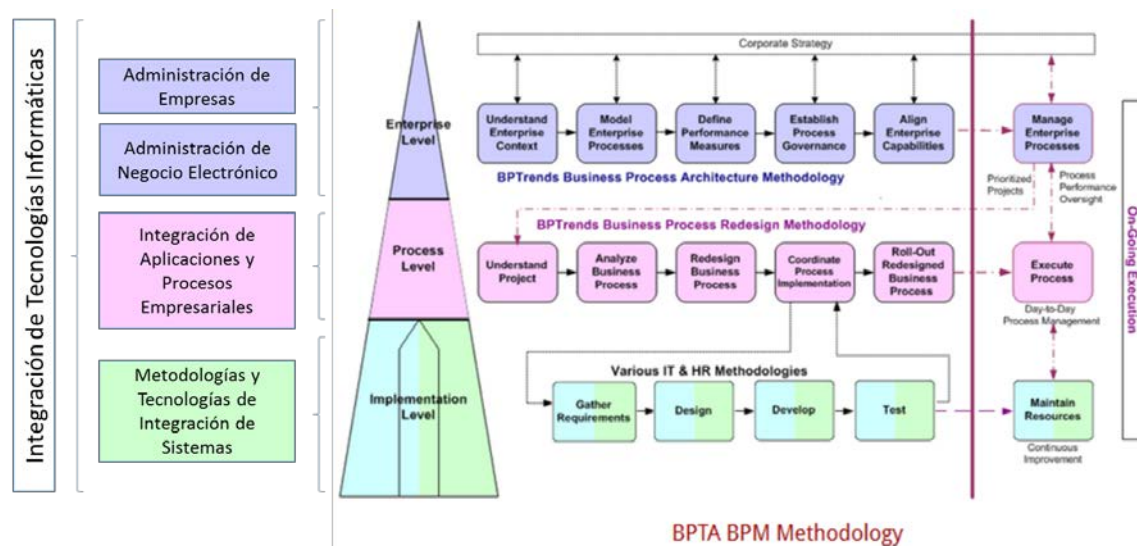 Integración de Tecnologías Informáticas
Administración de
Empresas
Administración de
Negocio Electrónico
Integración de
Aplicaciones y
Procesos
Empresariales
Metodologías y
Tecnologías de
Integración de
Sistemas
Enterprise
Level
Process
Level
Implementation
Level
Corporate Strategy
Understand
Enterprise
Context
Model
Enterprise
Processes
Define
Performance
Measures
Establish
Process
Governance
Align
Enterprise
Capabilities
Manage
Enterprise
Processes
BPTrends Business Process Architecture Methodology
Prioritized
Projects
Process
Performance
Oversight
BPTrends Business Process Redesign Methodology
Understand
Project
Analyze
Business
Process
Redesign
Business
Process
Coordinate
Process
Implementation
Roll-Out
Redesigned
Business
Process
Execute
Process
Day-to-Day
Process Management
Various IT & HR Methodologies
Gather
Requirements
Design
Develop
Test
Maintain
Resources
Continuous
Improvement
On-Going Execution
BPTA BPM Methodology